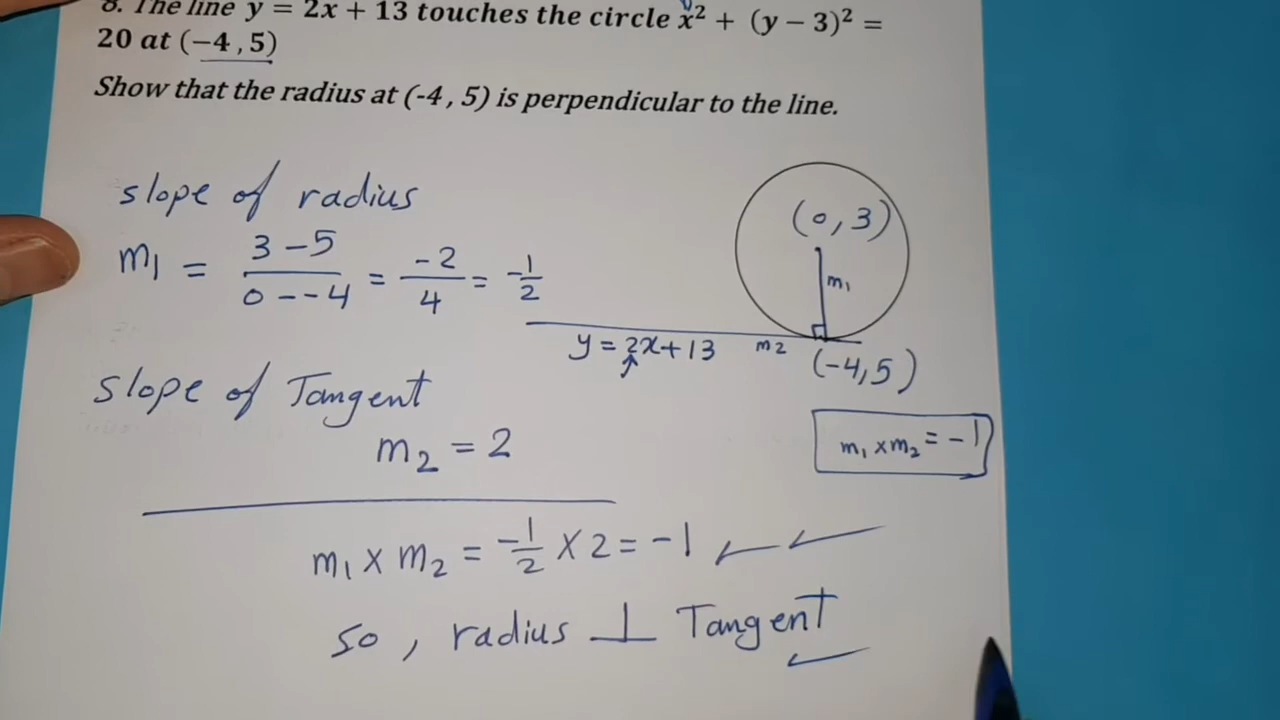 8. The line y = 2x + 13 touches the circle x² + (y − 3)² =
20 at (−4 , 5)
Show that the radius at (-4 , 5) is perpendicular to the line.
slope of radius
m₁ = (3 − 5)/(0 − −4) = −2/4 = −1/2
(0, 3)
m₁
y = 2x + 13
m₂
(−4, 5)
slope of Tangent
m₂ = 2
m₁ × m₂ = −1
m₁ × m₂ = −1/2 × 2 = −1
so , radius ⊥ Tangent